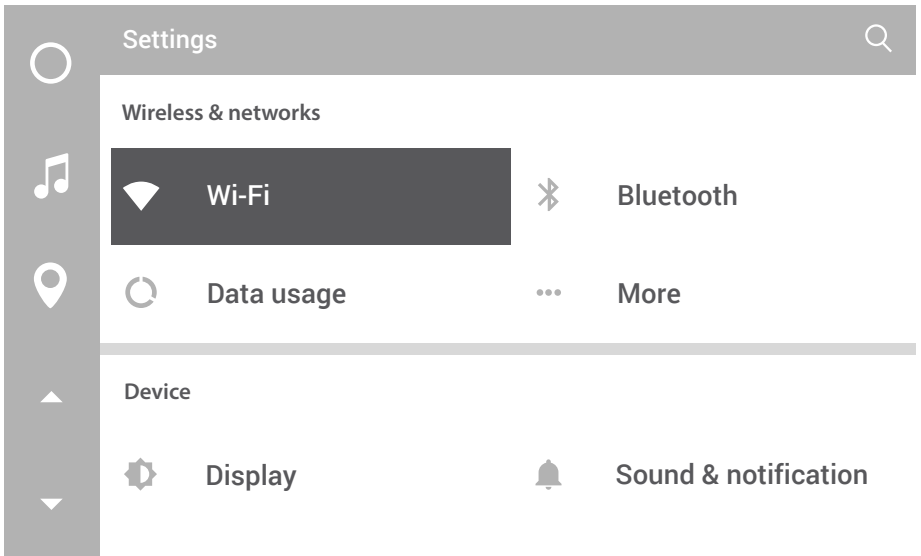 Settings
Wireless & networks
Wi-Fi Bluetooth
Data usage More
Device
Display Sound & notification